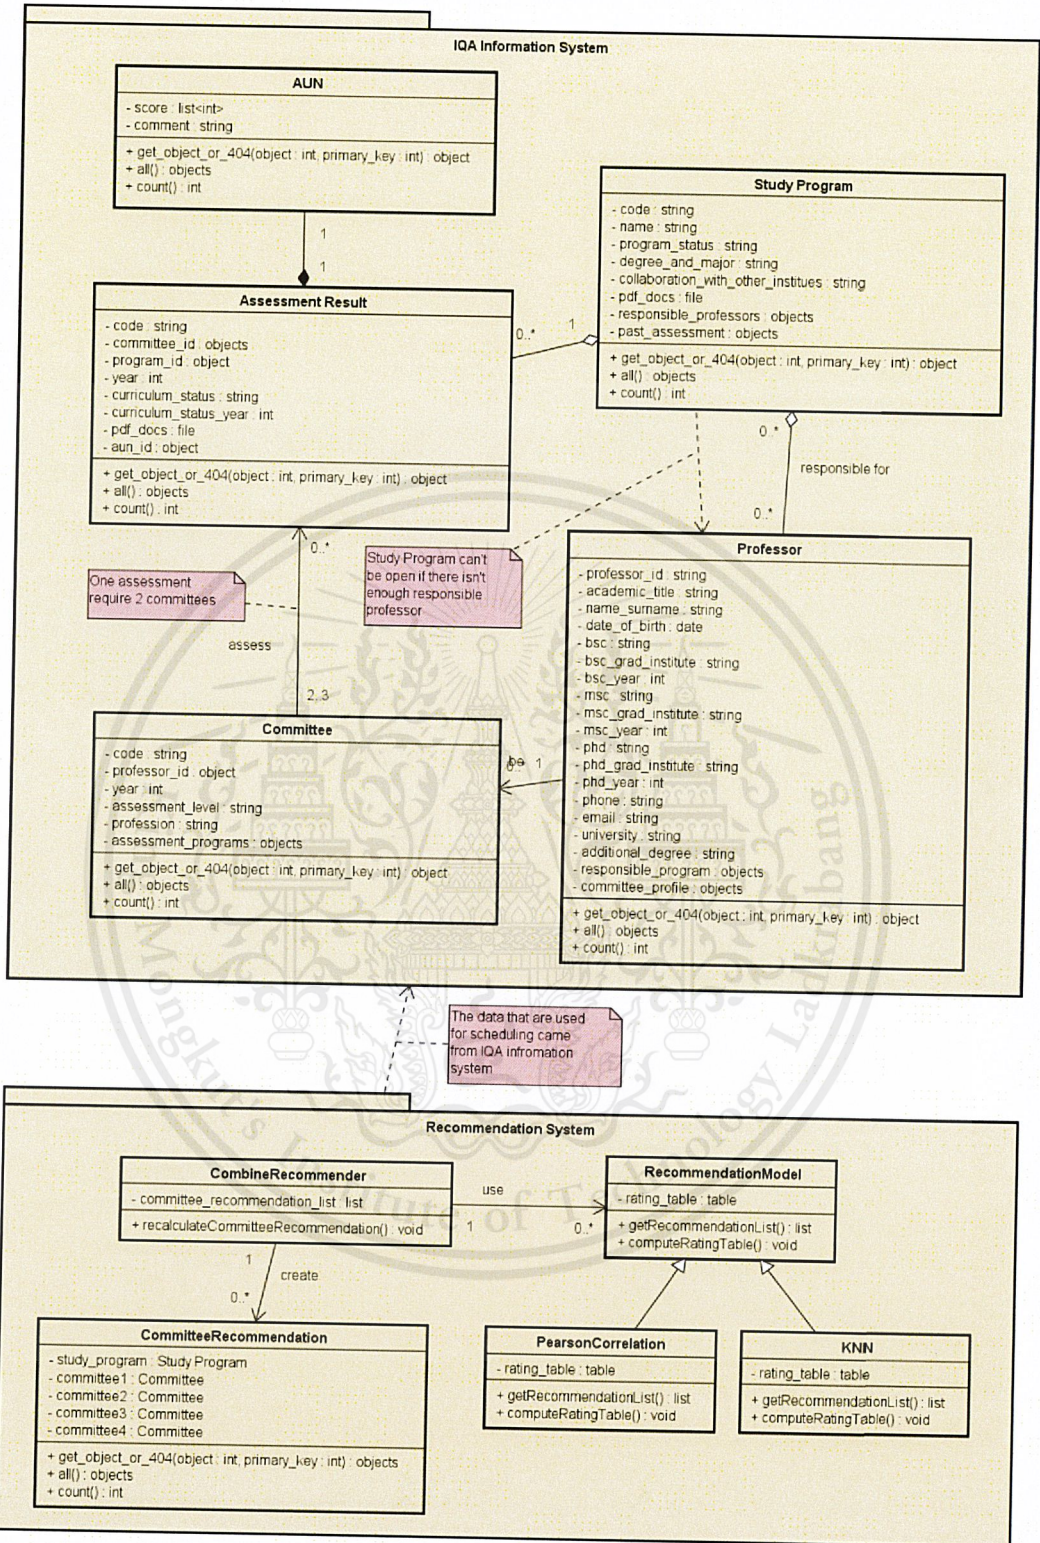 IQA Information System
AUN
- score : list<int>
- comment : string
+ get_object_or_404(object : int, primary_key : int) : object
+ all() : objects
+ count() : int
1
1
Study Program
- code : string
- name : string
- program_status : string
- degree_and_major : string
- collaboration_with_other_institues : string
- pdf_docs : file
- responsible_professors : objects
- past_assessment : objects
+ get_object_or_404(object : int, primary_key : int) : object
+ all() : objects
+ count() : int
Assessment Result
- code : string
- committee_id : objects
- program_id : object
- year : int
- curriculum_status : string
- curriculum_status_year : int
- pdf_docs : file
- aun_id : object
+ get_object_or_404(object : int, primary_key : int) : object
+ all() : objects
+ count() : int
0..*
1
0..*
responsible for
0..*
0..*
One assessment
require 2 committees
Study Program can't
be open if there isn't
enough responsible
professor
assess
2..3
Professor
- professor_id : string
- academic_title : string
- name_surname : string
- date_of_birth : date
- bsc : string
- bsc_grad_institute : string
- bsc_year : int
- msc : string
- msc_grad_institute : string
- msc_year : int
- phd : string
- phd_grad_institute : string
- phd_year : int
- phone : string
- email : string
- university : string
- additional_degree : string
- responsible_program : objects
- committee_profile : objects
+ get_object_or_404(object : int, primary_key : int) : object
+ all() : objects
+ count() : int
Committee
- code : string
- professor_id : object
- year : int
- assessment_level : string
- profession : string
- assessment_programs : objects
+ get_object_or_404(object : int, primary_key : int) : object
+ all() : objects
+ count() : int
be 1
The data that are used
for scheduling came
from IQA infromation
system
Recommendation System
CombineRecommender
- committee_recommendation_list : list
+ recalculateCommitteeRecommendation() : void
use
1
0..*
RecommendationModel
- rating_table : table
+ getRecommendationList() : list
+ computeRatingTable() : void
1
create
0..*
CommitteeRecommendation
- study_program : Study Program
- committee1 : Committee
- committee2 : Committee
- committee3 : Committee
- committee4 : Committee
+ get_object_or_404(object : int, primary_key : int) : objects
+ all() : objects
+ count() : int
PearsonCorrelation
- rating_table : table
+ getRecommendationList() : list
+ computeRatingTable() : void
KNN
- rating_table : table
+ getRecommendationList() : list
+ computeRatingTable() : void
Mongkut's Institute of Technology Ladkrabang